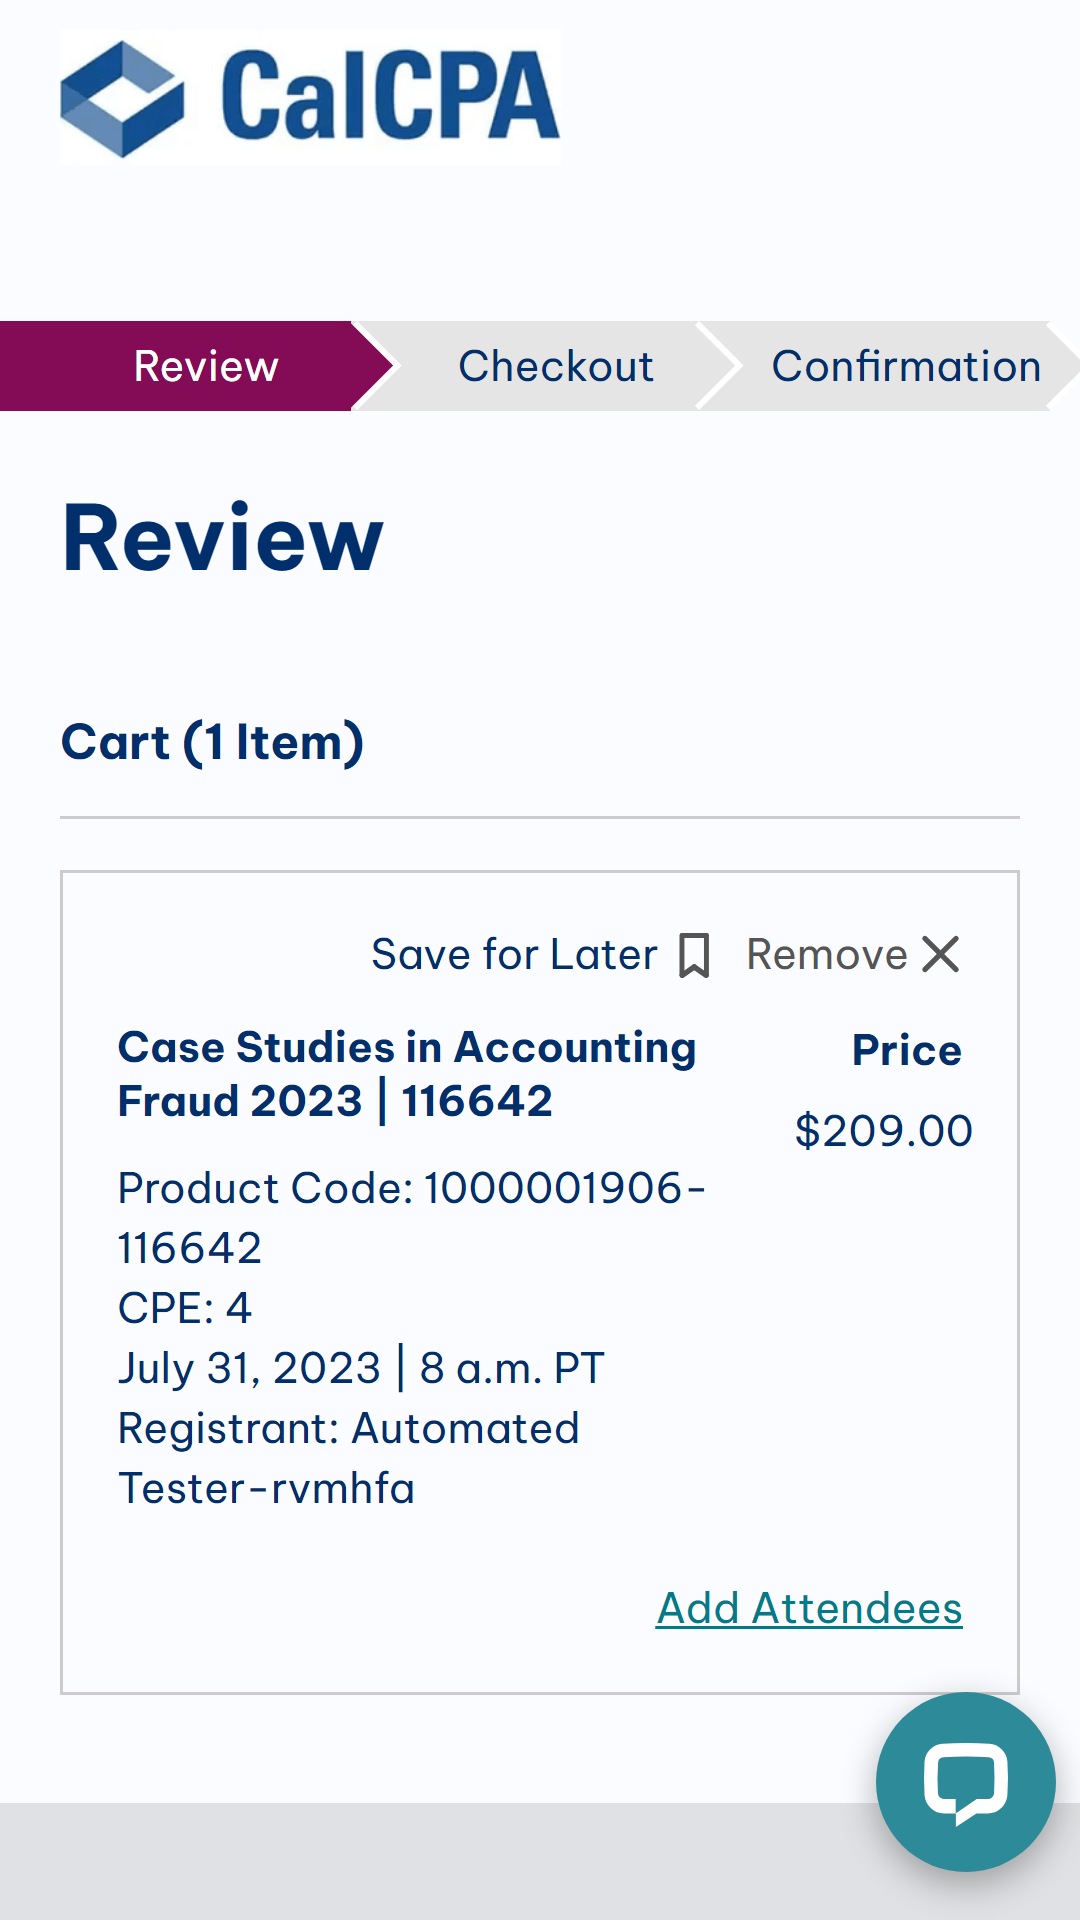 CalCPA
Review
Checkout
Confirmation
Review
Cart (1 Item)
Save for Later
Remove
Case Studies in Accounting
Fraud 2023 | 116642
Price
$209.00
Product Code: 1000001906-
116642
CPE: 4
July 31, 2023 | 8 a.m. PT
Registrant: Automated
Tester-rvmhfa
Add Attendees